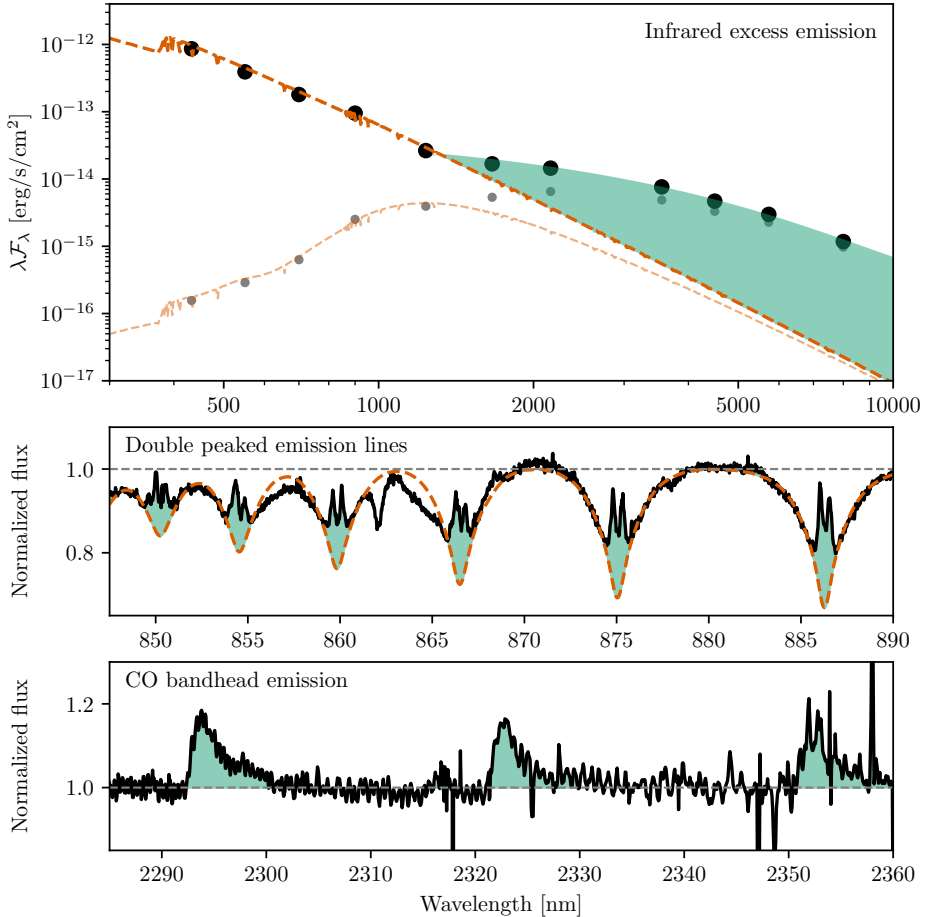 Infrared excess emission
λF_λ [erg/s/cm²]
10⁻¹²
10⁻¹³
10⁻¹⁴
10⁻¹⁵
10⁻¹⁶
10⁻¹⁷
500 1000 2000 5000 10000
Double peaked emission lines
Normalized flux
1.0
0.8
850 855 860 865 870 875 880 885 890
CO bandhead emission
Normalized flux
1.2
1.0
2290 2300 2310 2320 2330 2340 2350 2360
Wavelength [nm]